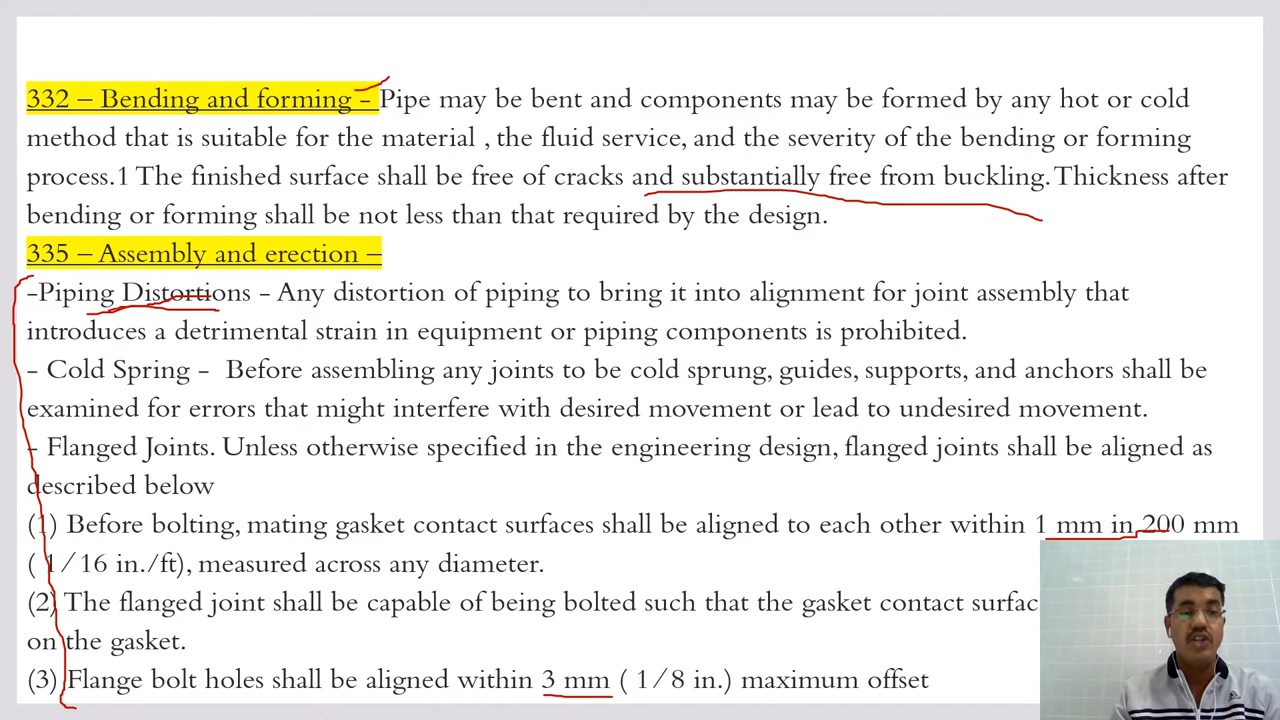 332 – Bending and forming - Pipe may be bent and components may be formed by any hot or cold
method that is suitable for the material , the fluid service, and the severity of the bending or forming
process.1 The finished surface shall be free of cracks and substantially free from buckling. Thickness after
bending or forming shall be not less than that required by the design.
335 – Assembly and erection –
-Piping Distortions - Any distortion of piping to bring it into alignment for joint assembly that
introduces a detrimental strain in equipment or piping components is prohibited.
- Cold Spring - Before assembling any joints to be cold sprung, guides, supports, and anchors shall be
examined for errors that might interfere with desired movement or lead to undesired movement.
- Flanged Joints. Unless otherwise specified in the engineering design, flanged joints shall be aligned as
described below
(1) Before bolting, mating gasket contact surfaces shall be aligned to each other within 1 mm in 200 mm
( 1/16 in./ft), measured across any diameter.
(2) The flanged joint shall be capable of being bolted such that the gasket contact
on the gasket.
(3) Flange bolt holes shall be aligned within 3 mm ( 1/8 in.) maximum offset